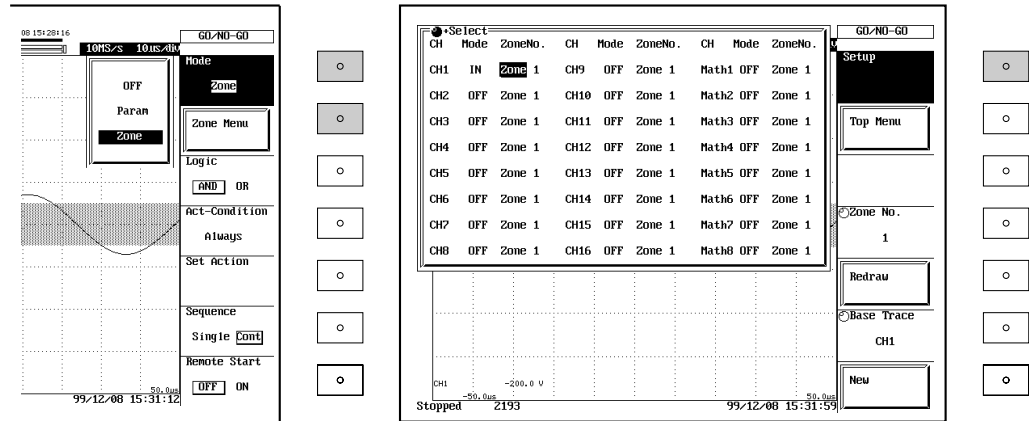 08 15:28:16
10MS/s 10us/div
GO/NO-GO
Mode
Zone
OFF
Param
Zone
Zone Menu
Logic
AND OR
Act-Condition
Always
Set Action
Sequence
Single Cont
Remote Start
OFF ON
50.0us
99/12/08 15:31:12
Select
CH Mode ZoneNo. CH Mode ZoneNo. CH Mode ZoneNo.
CH1 IN Zone 1 CH9 OFF Zone 1 Math1 OFF Zone 1
CH2 OFF Zone 1 CH10 OFF Zone 1 Math2 OFF Zone 1
CH3 OFF Zone 1 CH11 OFF Zone 1 Math3 OFF Zone 1
CH4 OFF Zone 1 CH12 OFF Zone 1 Math4 OFF Zone 1
CH5 OFF Zone 1 CH13 OFF Zone 1 Math5 OFF Zone 1
CH6 OFF Zone 1 CH14 OFF Zone 1 Math6 OFF Zone 1
CH7 OFF Zone 1 CH15 OFF Zone 1 Math7 OFF Zone 1
CH8 OFF Zone 1 CH16 OFF Zone 1 Math8 OFF Zone 1
GO/NO-GO
Setup
Top Menu
Zone No.
1
Redraw
Base Trace
CH1
New
CH1 -200.0 V
-50.0us 50.0us
Stopped 2193 99/12/08 15:31:59